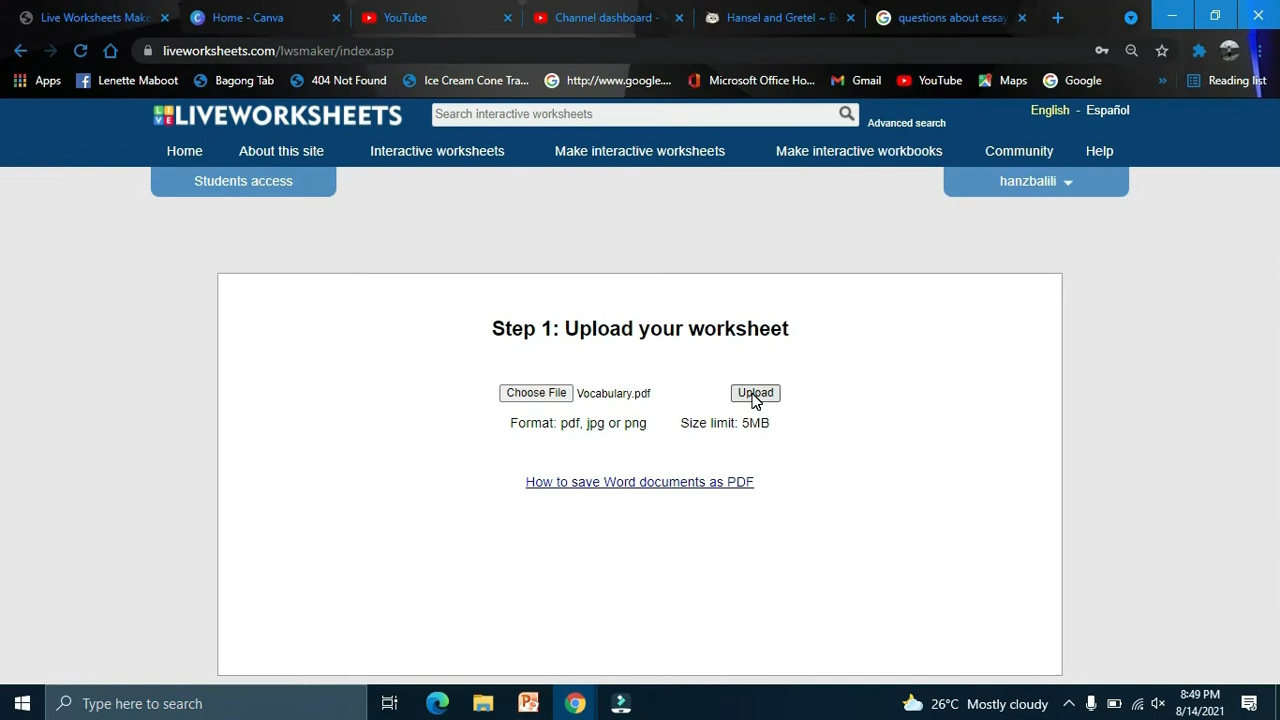 Live Worksheets Make
Home - Canva
YouTube
Channel dashboard - Y
Hansel and Gretel ~ Be
questions about essay
liveworksheets.com/lwsmaker/index.asp
Apps
Lenette Maboot
Bagong Tab
404 Not Found
Ice Cream Cone Tra...
http://www.google....
Microsoft Office Ho...
Gmail
YouTube
Maps
Google
Reading list
LIVEWORKSHEETS
Search interactive worksheets
Advanced search
English - Español
Home
About this site
Interactive worksheets
Make interactive worksheets
Make interactive workbooks
Community
Help
Students access
hanzbalili
Step 1: Upload your worksheet
Choose File Vocabulary.pdf
Upload
Format: pdf, jpg or png
Size limit: 5MB
How to save Word documents as PDF
Type here to search
26°C Mostly cloudy
8:49 PM
8/14/2021